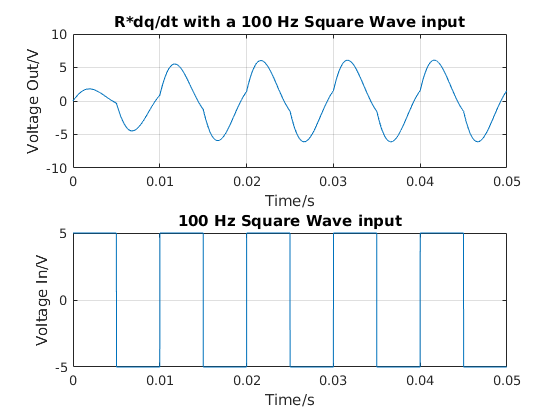 R*dq/dt with a 100 Hz Square Wave input
10
5
0
-5
-10
Voltage Out/V
0 0.01 0.02 0.03 0.04 0.05
Time/s
100 Hz Square Wave input
5
0
-5
Voltage In/V
0 0.01 0.02 0.03 0.04 0.05
Time/s